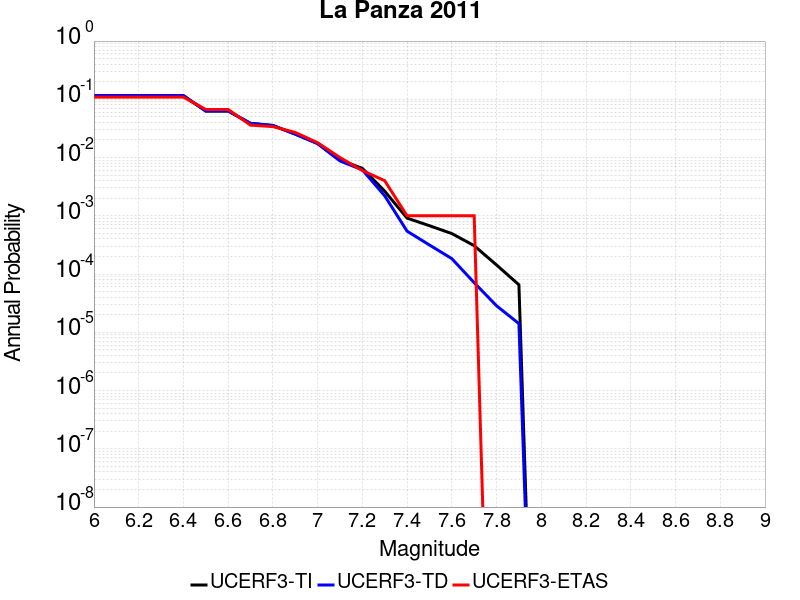 La Panza 2011
10^0
10^-1
10^-2
10^-3
10^-4
10^-5
10^-6
10^-7
10^-8
Annual Probability
6 6.2 6.4 6.6 6.8 7 7.2 7.4 7.6 7.8 8 8.2 8.4 8.6 8.8 9
Magnitude
UCERF3-TI UCERF3-TD UCERF3-ETAS